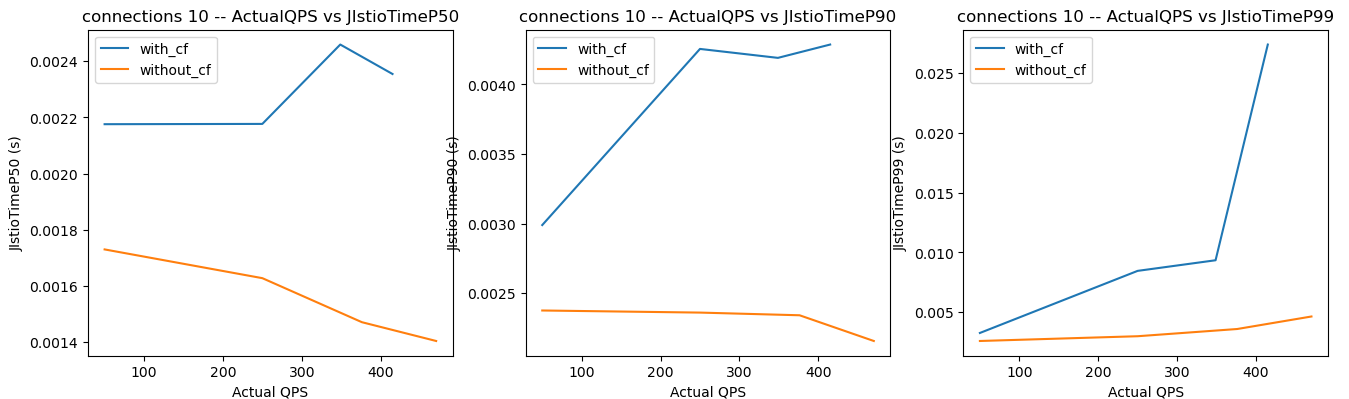 connections 10 -- ActualQPS vs JIstioTimeP50
with_cf
without_cf
0.0024
0.0022
0.0020
0.0018
0.0016
0.0014
JIstioTimeP50 (s)
100
200
300
400
Actual QPS
connections 10 -- ActualQPS vs JIstioTimeP90
with_cf
without_cf
0.0040
0.0035
0.0030
0.0025
JIstioTimeP90 (s)
100
200
300
400
Actual QPS
connections 10 -- ActualQPS vs JIstioTimeP99
with_cf
without_cf
0.025
0.020
0.015
0.010
0.005
JIstioTimeP99 (s)
100
200
300
400
Actual QPS